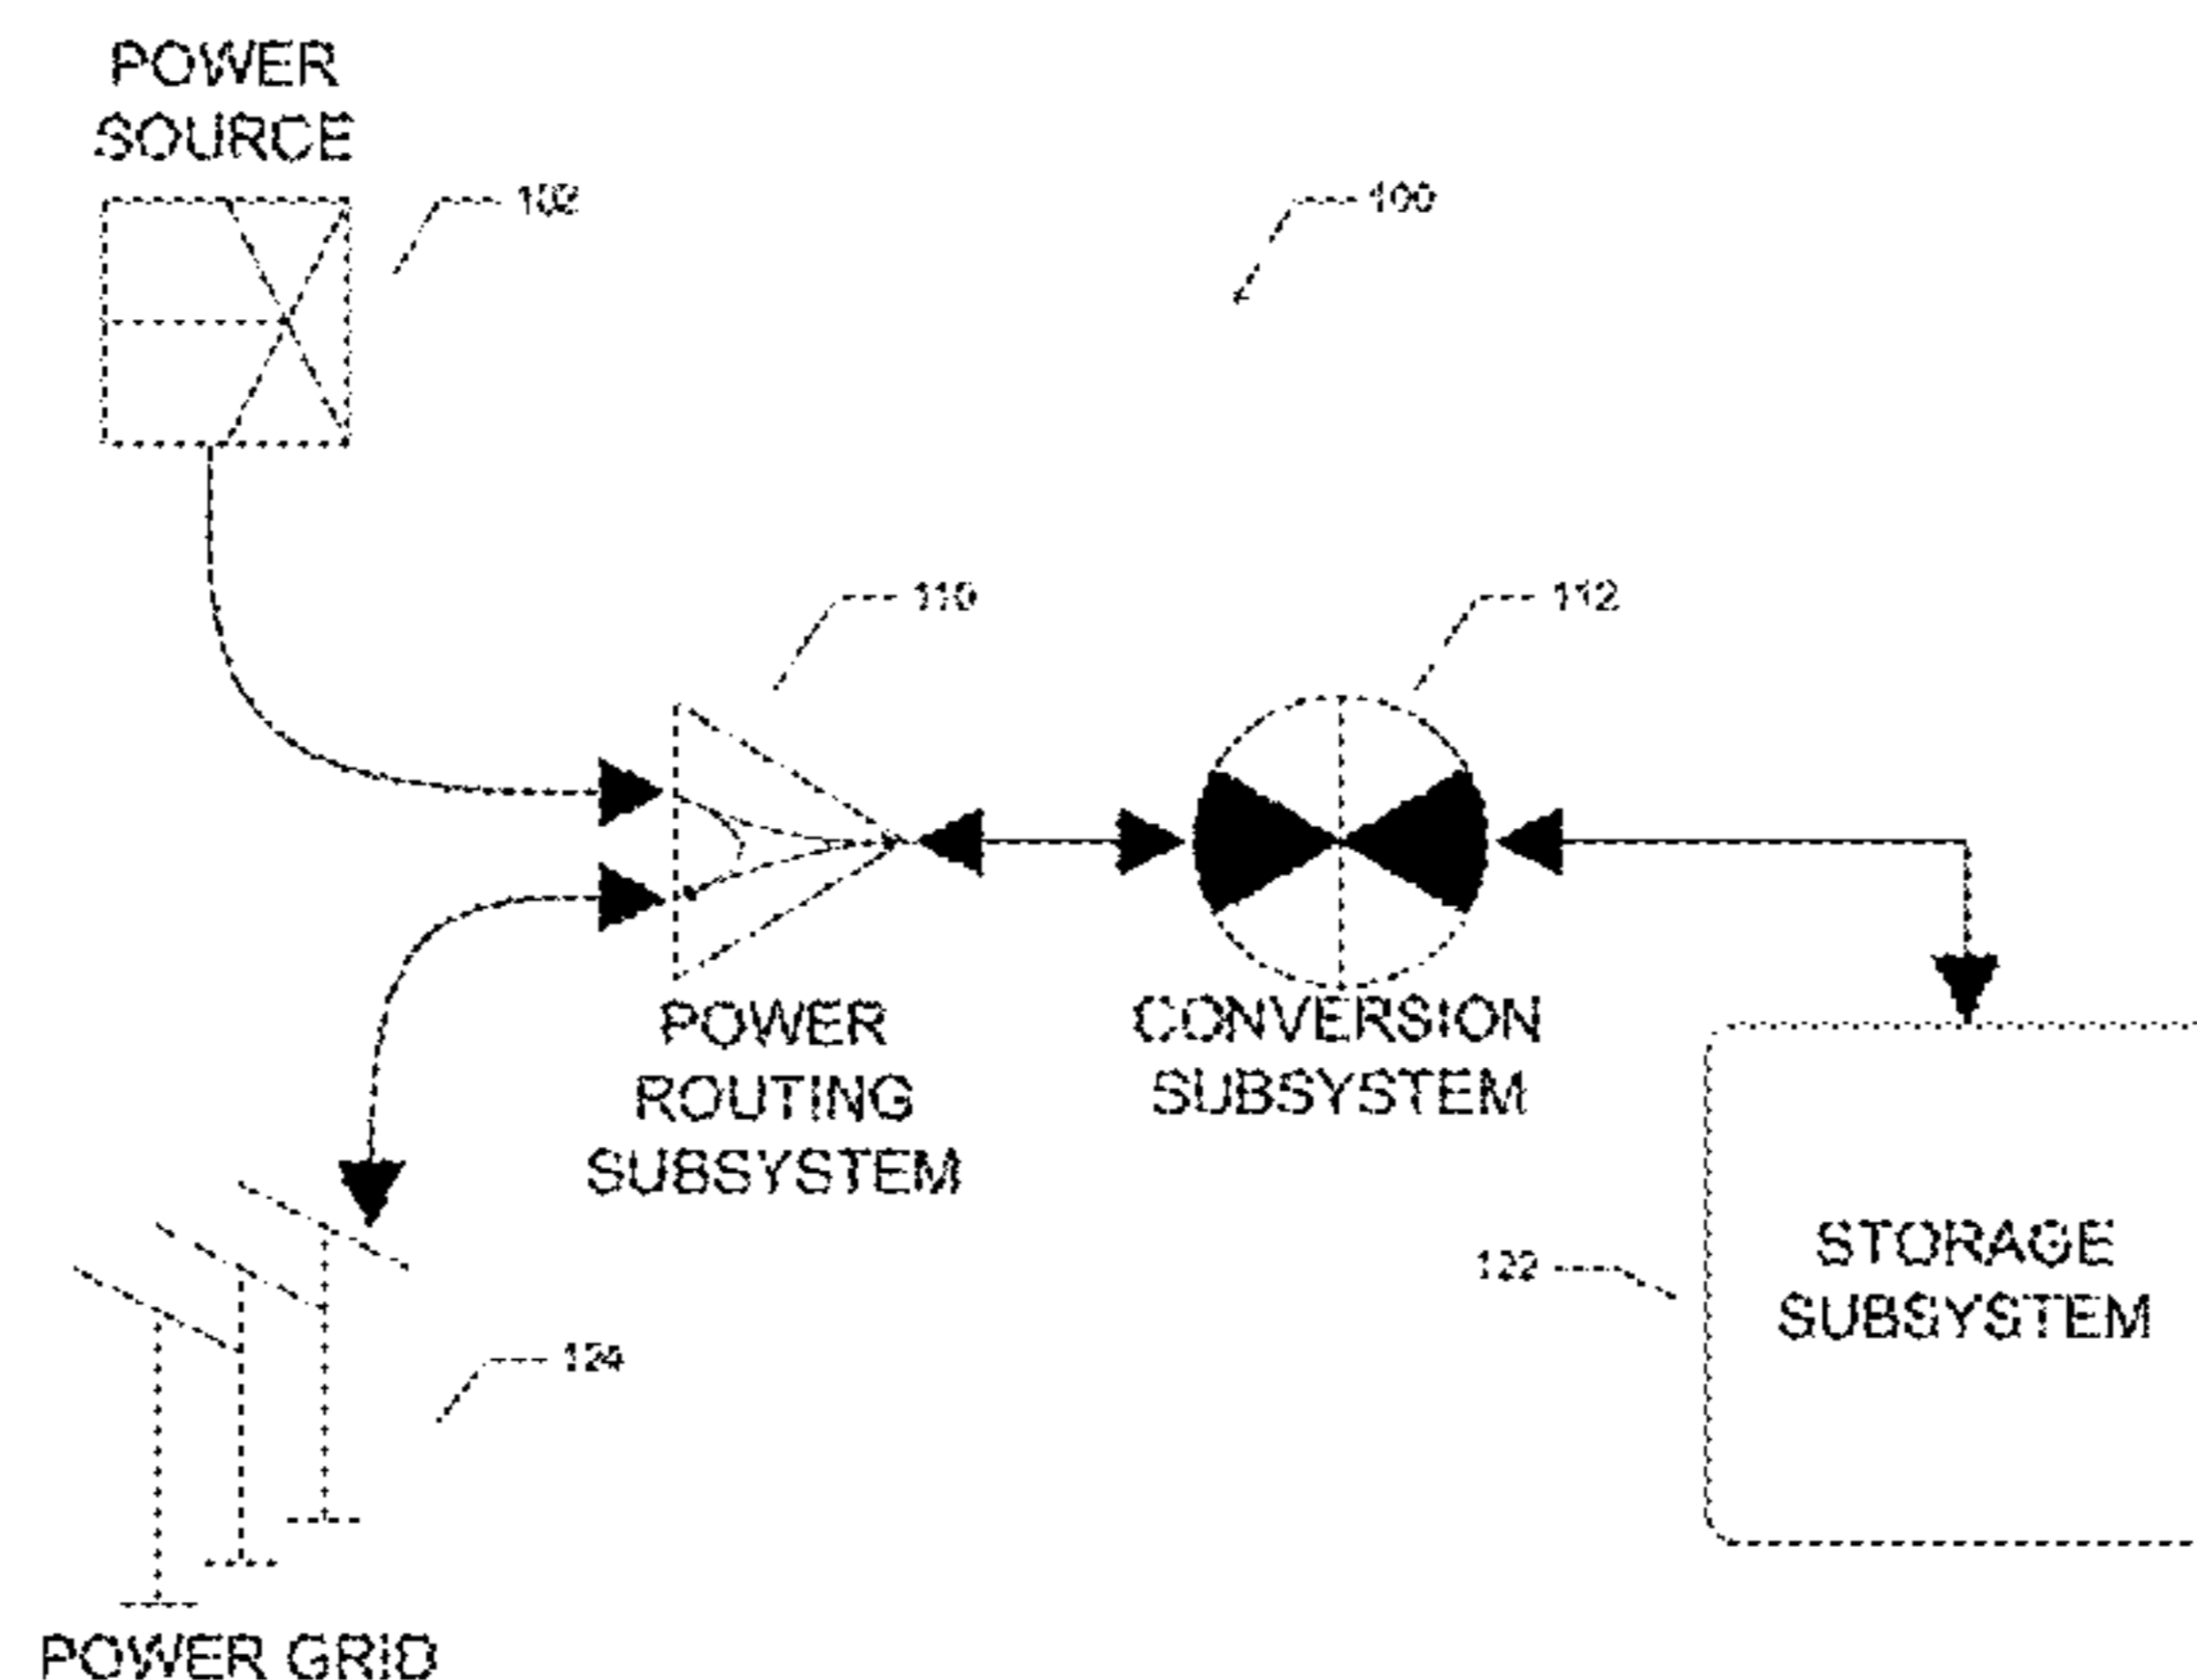 POWER
SOURCE
102
100
110
112
POWER
ROUTING
SUBSYSTEM
CONVERSION
SUBSYSTEM
STORAGE
SUBSYSTEM
122
124
POWER GRID